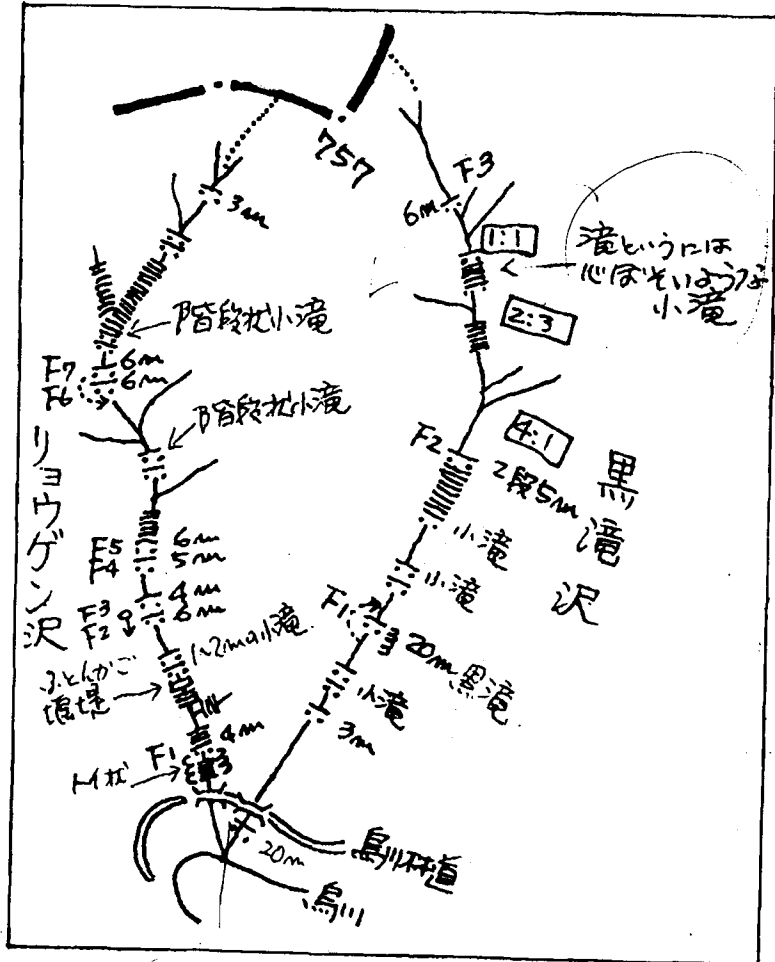 757
3m
F3
6m
1:1
滝というには
心ぼそいような
小滝
2:3
階段状小滝
F7 6m
F6 6m
階段状小滝
4:1
F2
2段5m
黒滝沢
リョウゲン沢
小滝
小滝
F5 6m
F4 5m
F3 4m
F2 6m
F1
20m黒滝
1~2mの小滝
ふとんかご
堰堤
小滝
3m
4m
F1
3
トイ状
20m
烏川林道
烏川